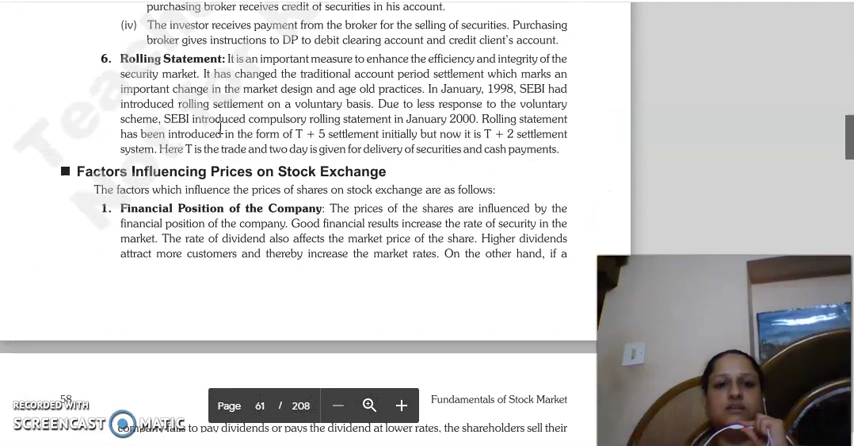 purchasing broker receives credit of securities in his account.
(iv) The investor receives payment from the broker for the selling of securities. Purchasing
broker gives instructions to DP to debit clearing account and credit client's account.
6. Rolling Statement: It is an important measure to enhance the efficiency and integrity of the
security market. It has changed the traditional account period settlement which marks an
important change in the market design and age old practices. In January, 1998, SEBI had
introduced rolling settlement on a voluntary basis. Due to less response to the voluntary
scheme, SEBI introduced compulsory rolling statement in January 2000. Rolling statement
has been introduced in the form of T + 5 settlement initially but now it is T + 2 settlement
system. Here T is the trade and two day is given for delivery of securities and cash payments.
■ Factors Influencing Prices on Stock Exchange
The factors which influence the prices of shares on stock exchange are as follows:
1. Financial Position of the Company: The prices of the shares are influenced by the
financial position of the company. Good financial results increase the rate of security in the
market. The rate of dividend also affects the market price of the share. Higher dividends
attract more customers and thereby increase the market rates. On the other hand, if a
58
Fundamentals of Stock Market
RECORDED WITH
SCREENCAST MATIC
Page 61 / 208
to pay dividends or pays the dividend at lower rates, the shareholders sell their